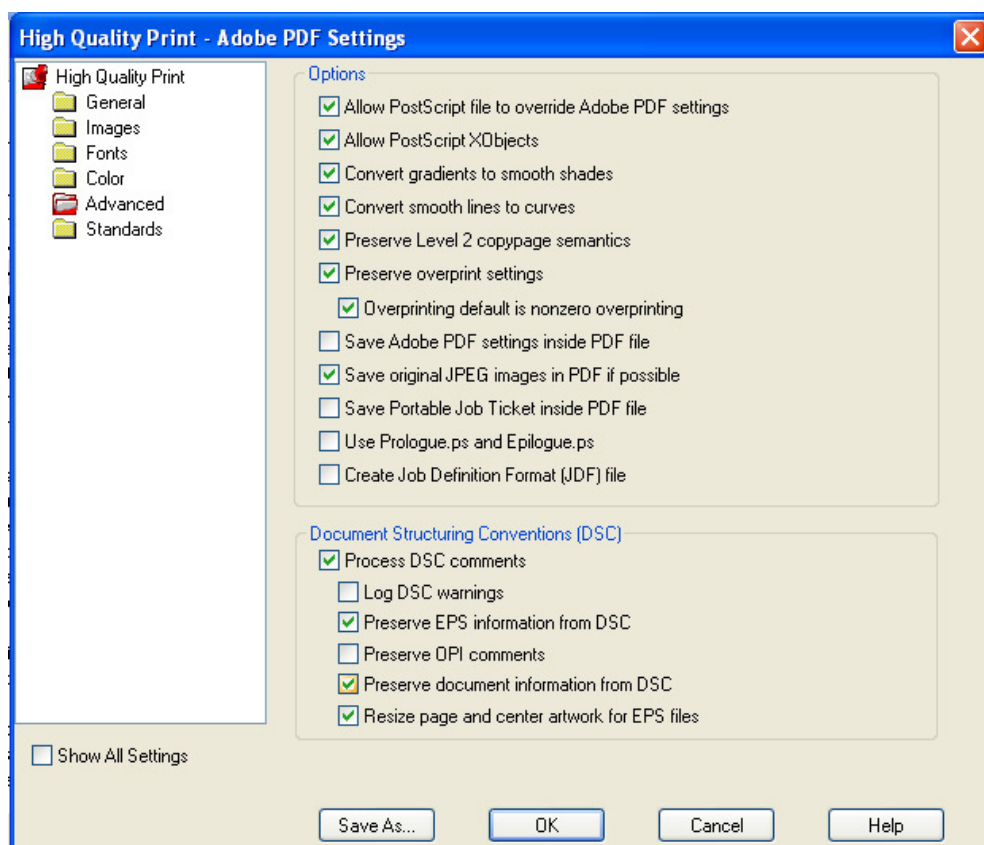 High Quality Print - Adobe PDF Settings
High Quality Print
General
Images
Fonts
Color
Advanced
Standards
Show All Settings
Options
Allow PostScript file to override Adobe PDF settings
Allow PostScript XObjects
Convert gradients to smooth shades
Convert smooth lines to curves
Preserve Level 2 copypage semantics
Preserve overprint settings
Overprinting default is nonzero overprinting
Save Adobe PDF settings inside PDF file
Save original JPEG images in PDF if possible
Save Portable Job Ticket inside PDF file
Use Prologue.ps and Epilogue.ps
Create Job Definition Format (JDF) file
Document Structuring Conventions (DSC)
Process DSC comments
Log DSC warnings
Preserve EPS information from DSC
Preserve OPI comments
Preserve document information from DSC
Resize page and center artwork for EPS files
Save As...
OK
Cancel
Help